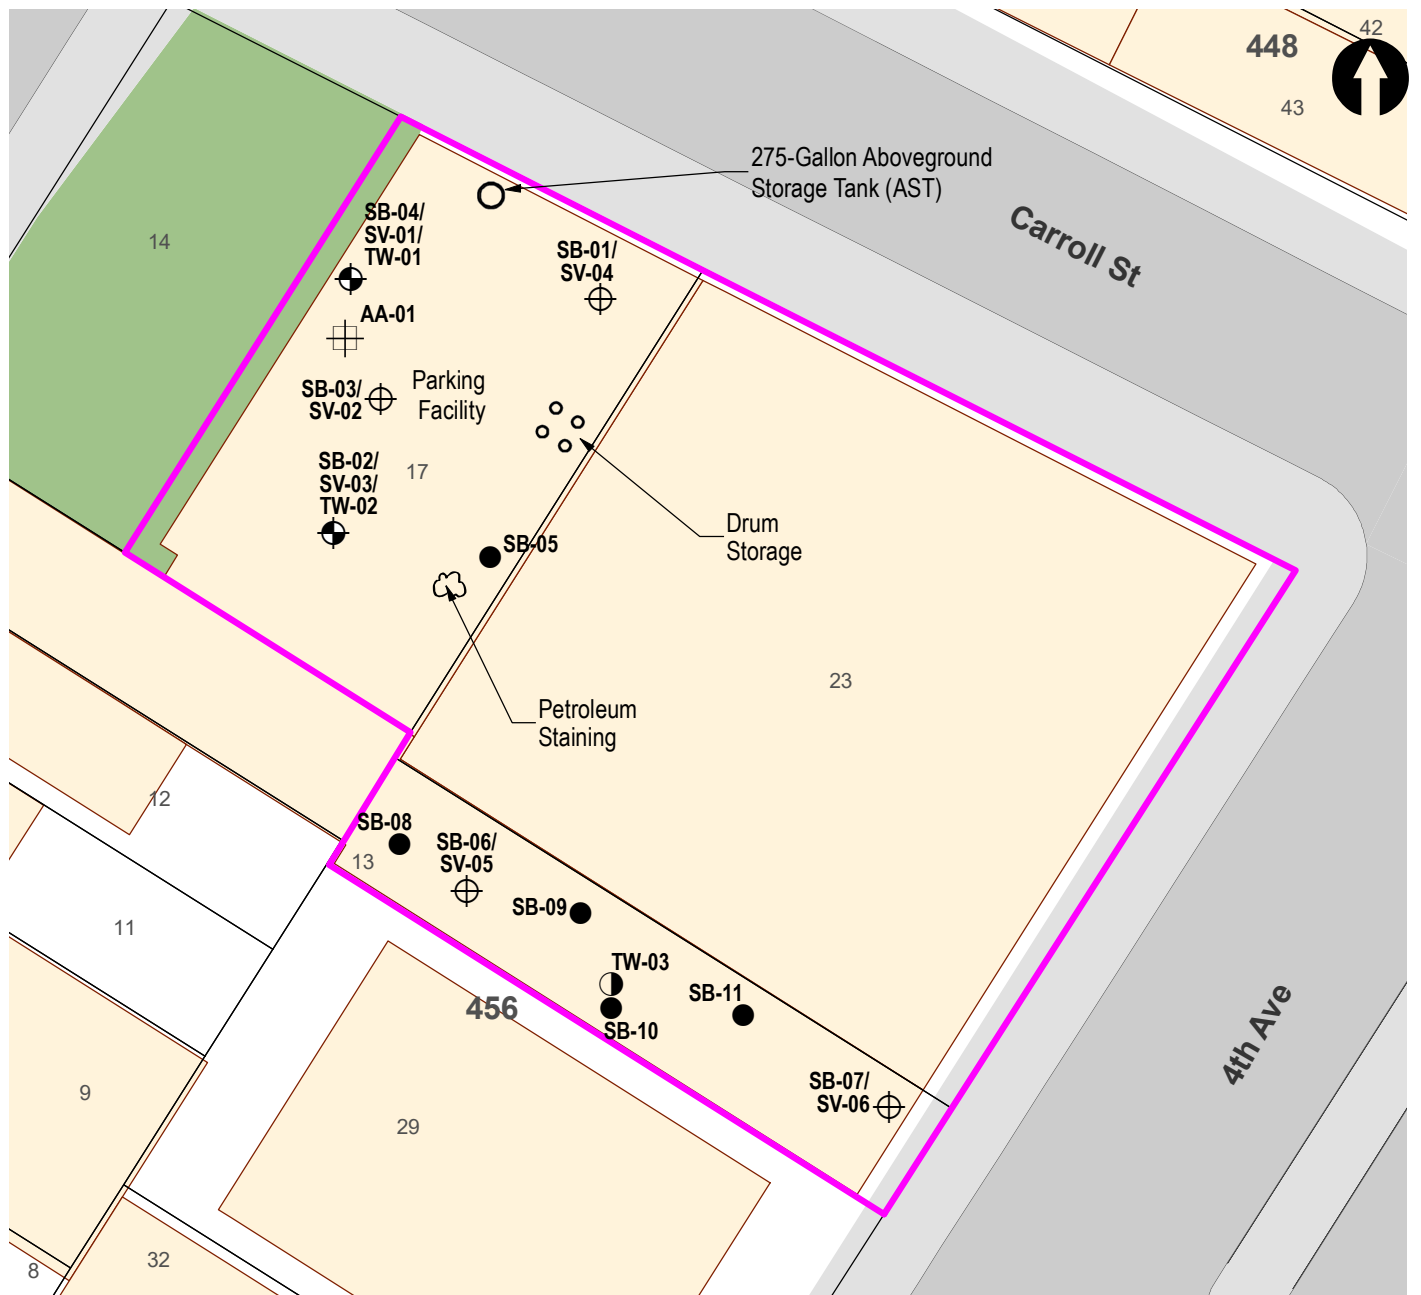 42
448
43
275-Gallon Aboveground
Storage Tank (AST)
Carroll St
SB-04/
SV-01/
TW-01
14
SB-01/
SV-04
AA-01
SB-03/
SV-02
Parking
Facility
SB-02/
SV-03/
TW-02
17
Drum
Storage
SB-05
23
Petroleum
Staining
12
SB-08
13
SB-06/
SV-05
SB-09
11
TW-03
SB-11
456
SB-10
4th Ave
SB-07/
SV-06
9
29
32
8